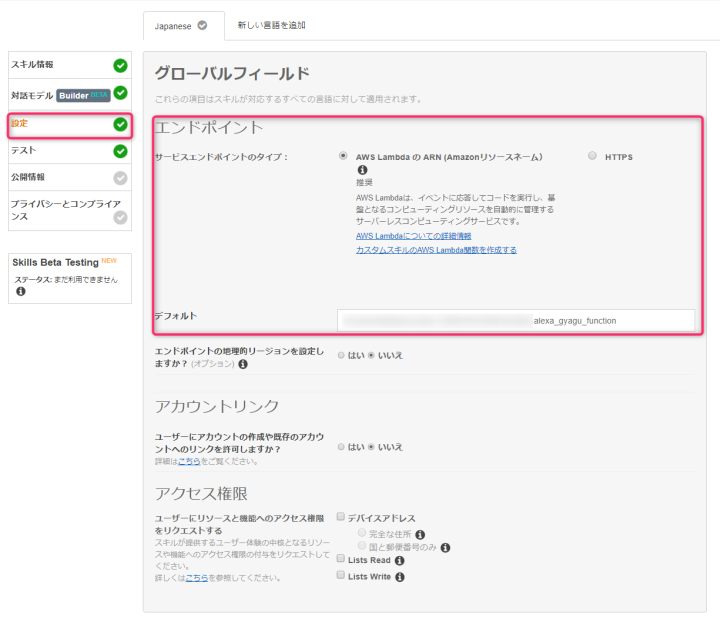 Japanese
新しい言語を追加
スキル情報
対話モデル Builder BETA
設定
テスト
公開情報
プライバシーとコンプライア
ンス
Skills Beta Testing NEW
ステータス: まだ利用できません
グローバルフィールド
これらの項目はスキルが対応するすべての言語に対して適用されます。
エンドポイント
サービスエンドポイントのタイプ：
AWS Lambda の ARN (Amazonリソースネーム)
HTTPS
推奨
AWS Lambdaは、イベントに応答してコードを実行し、基
盤となるコンピューティングリソースを自動的に管理する
サーバーレスコンピューティングサービスです。
AWS Lambdaについての詳細情報
カスタムスキルのAWS Lambda関数を作成する
デフォルト
alexa_gyagu_function
エンドポイントの地理的リージョンを設定し
ますか？ (オプション)
はい いいえ
アカウントリンク
ユーザーにアカウントの作成や既存のアカウ
ントへのリンクを許可しますか？
詳細はこちらをご覧ください。
はい いいえ
アクセス権限
ユーザーにリソースと機能へのアクセス権限
をリクエストする
スキルが提供するユーザー体験の中核となるリソー
スや機能へのアクセス権限の付与をリクエストして
ください。
詳しくはこちらを参照してください。
デバイスアドレス
完全な住所
国と郵便番号のみ
Lists Read
Lists Write